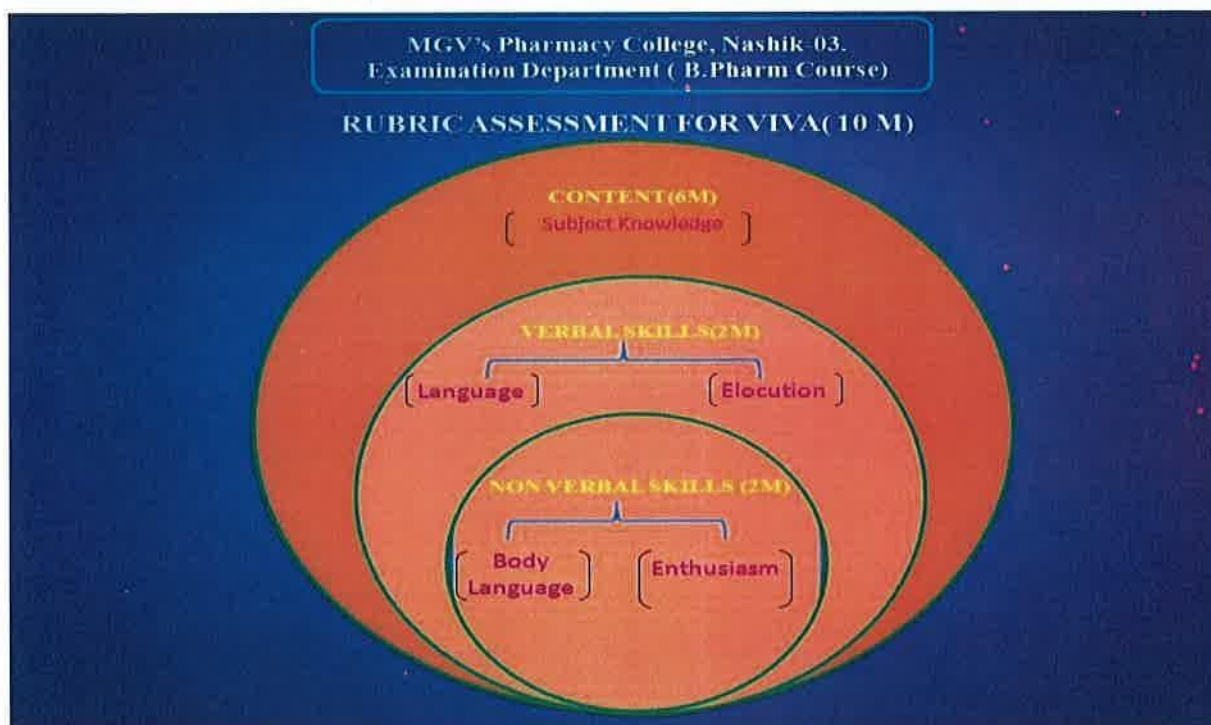 MGV's Pharmacy College, Nashik-03.
Examination Department ( B.Pharm Course)
RUBRIC ASSESSMENT FOR VIVA( 10 M)
CONTENT(6M)
[ Subject Knowledge ]
VERBAL SKILLS(2M)
[Language] [Elocution]
NON VERBAL SKILLS (2M)
[Body Language] [Enthusiasm]